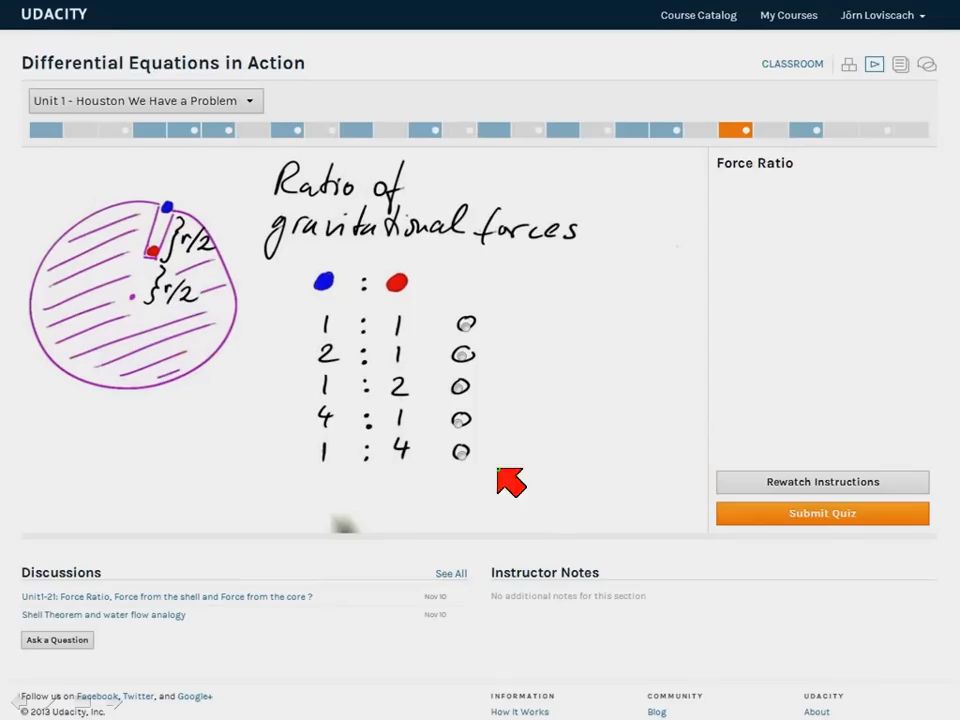 UDACITY
Course Catalog
My Courses
Jörn Loviscach
Differential Equations in Action
CLASSROOM
Unit 1 - Houston We Have a Problem
Force Ratio
Ratio of
gravitational forces
r/2
r/2
:
1 : 1
2 : 1
1 : 2
4 : 1
1 : 4
Rewatch Instructions
Submit Quiz
Discussions
See All
Unit1-21: Force Ratio, Force from the shell and Force from the core ?
Nov 10
Shell Theorem and water flow analogy
Nov 10
Ask a Question
Instructor Notes
No additional notes for this section
Follow us on Facebook, Twitter, and Google+
© 2013 Udacity, Inc.
INFORMATION
How It Works
COMMUNITY
Blog
UDACITY
About